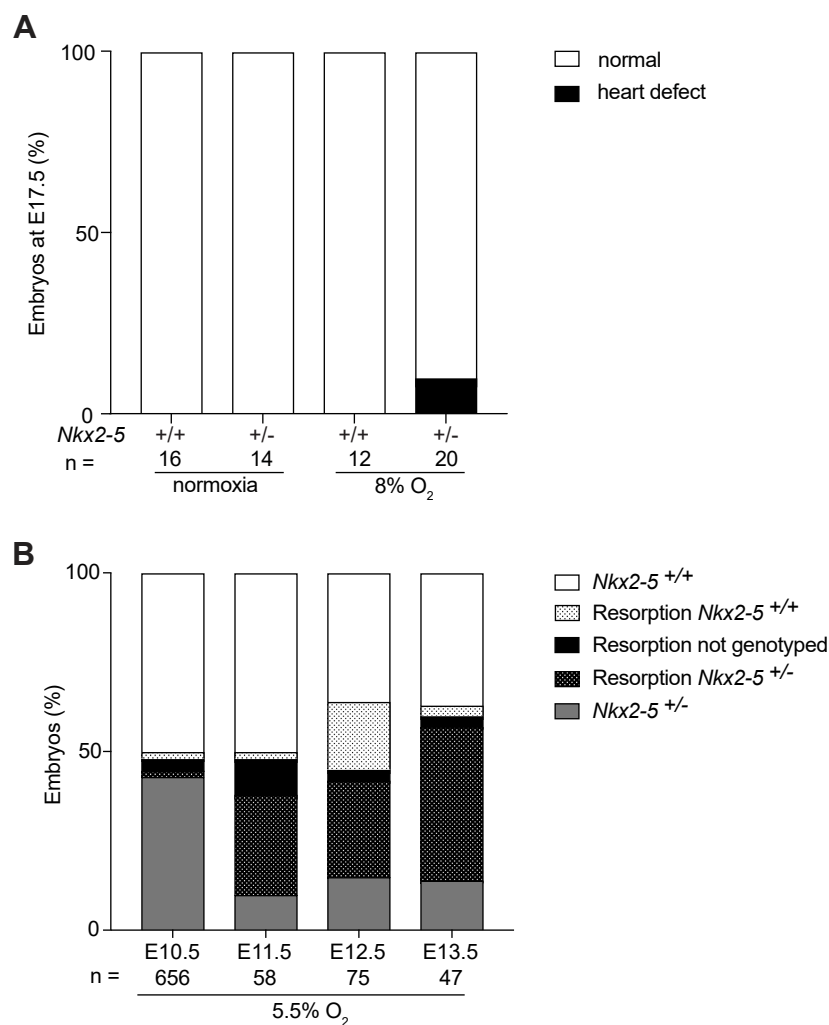 A
100
50
0
Embryos at E17.5 (%)
normal
heart defect
Nkx2-5 +/+ +/- +/+ +/-
n = 16 14 12 20
normoxia 8% O2
B
100
50
0
Embryos (%)
Nkx2-5 +/+
Resorption Nkx2-5 +/+
Resorption not genotyped
Resorption Nkx2-5 +/-
Nkx2-5 +/-
E10.5 E11.5 E12.5 E13.5
n = 656 58 75 47
5.5% O2